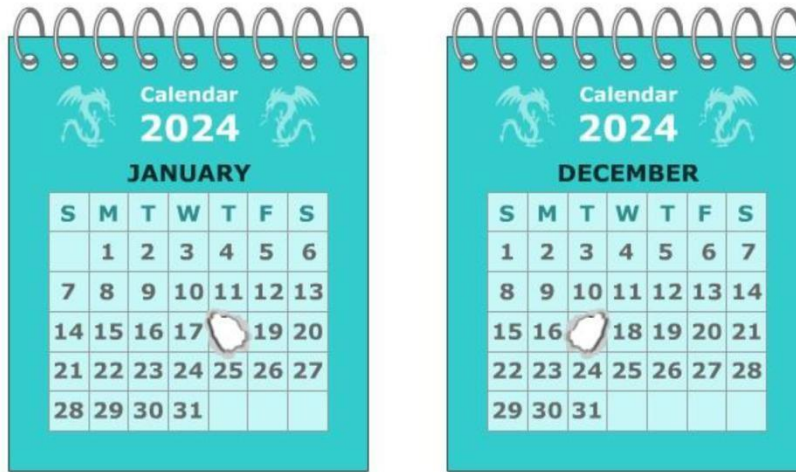 Calendar
2024
JANUARY
S M T W T F S
1 2 3 4 5 6
7 8 9 10 11 12 13
14 15 16 17 19 20
21 22 23 24 25 26 27
28 29 30 31
Calendar
2024
DECEMBER
S M T W T F S
1 2 3 4 5 6 7
8 9 10 11 12 13 14
15 16 18 19 20 21
22 23 24 25 26 27 28
29 30 31